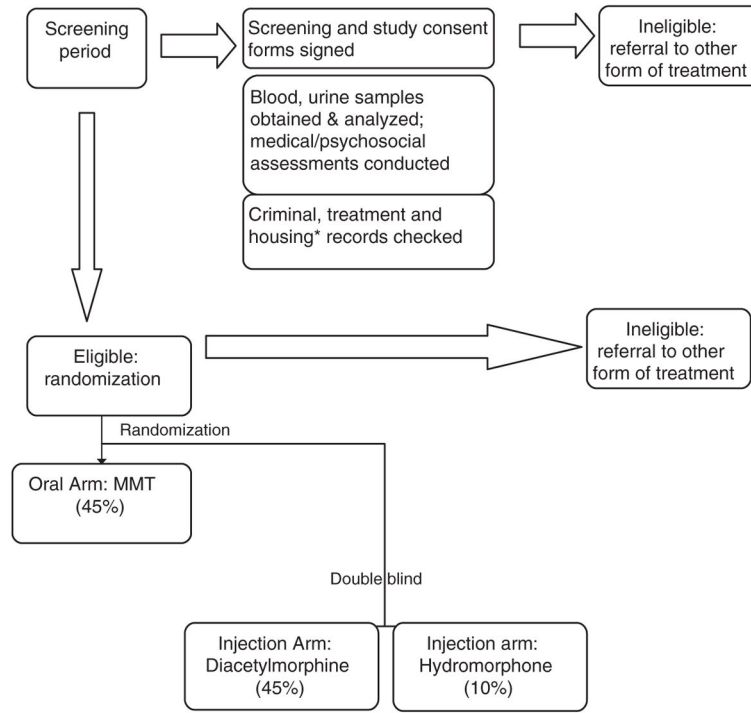 Screening
period
Screening and study consent
forms signed
Ineligible:
referral to other
form of treatment
Blood, urine samples
obtained & analyzed;
medical/psychosocial
assessments conducted
Criminal, treatment and
housing* records checked
Eligible:
randomization
Ineligible:
referral to other
form of treatment
Randomization
Oral Arm: MMT
(45%)
Double blind
Injection Arm:
Diacetylmorphine
(45%)
Injection arm:
Hydromorphone
(10%)